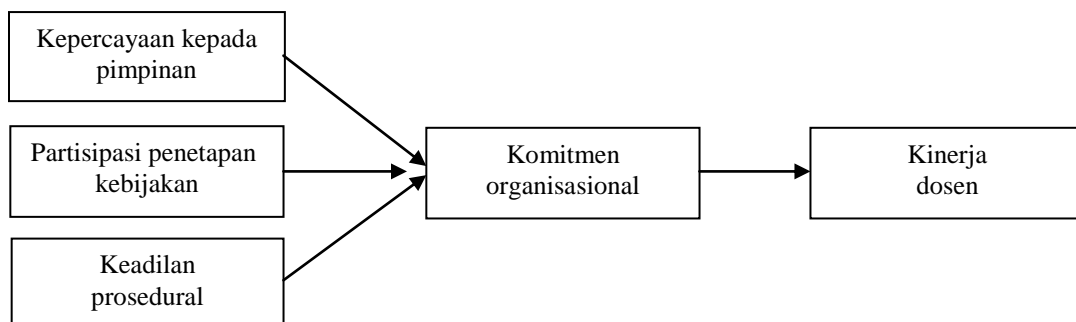 Kepercayaan kepada
pimpinan
Partisipasi penetapan
kebijakan
Keadilan
prosedural
Komitmen
organisasional
Kinerja
dosen